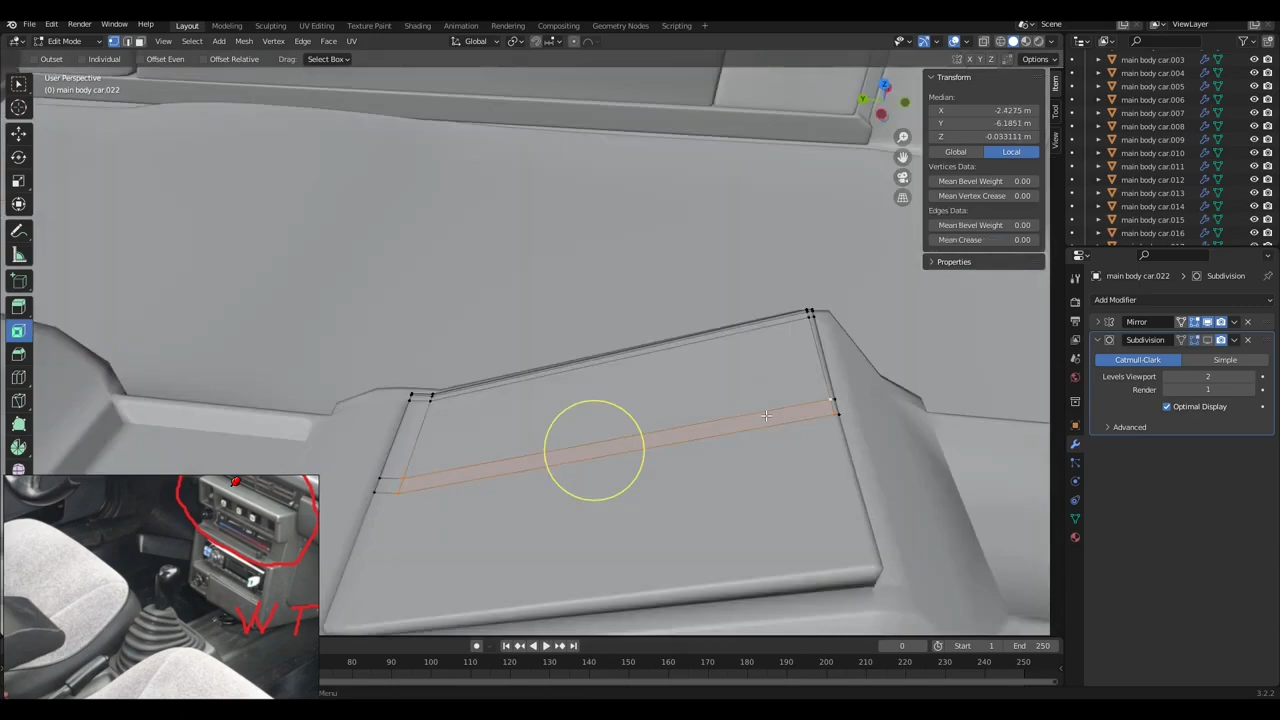 File Edit Render Window Help Layout Modeling Sculpting UV Editing Texture Paint Shading Animation Rendering Compositing Geometry Nodes Scripting + Scene ViewLayer
Edit Mode View Select Add Mesh Vertex Edge Face UV Global
Outset Individual Offset Even Offset Relative Drag: Select Box X Y Z Options
User Perspective
(0) main body car.022
Transform
Median:
X -2.4275 m
Y -6.1851 m
Z -0.033111 m
Global Local
Vertices Data:
Mean Bevel Weight 0.00
Mean Vertex Crease 0.00
Edges Data:
Mean Bevel Weight 0.00
Mean Crease 0.00
Properties
Item
Tool
View
Z
Y
main body car.003
main body car.004
main body car.005
main body car.006
main body car.007
main body car.008
main body car.009
main body car.010
main body car.011
main body car.012
main body car.013
main body car.014
main body car.015
main body car.016
main body car.022 Subdivision
Add Modifier
Mirror
Subdivision
Catmull-Clark Simple
Levels Viewport 2
Render 1
Optimal Display
Advanced
W T
0 Start 1 End 250
80 90 100 110 120 130 140 150 160 170 180 190 200 210 220 230 240 250
Menu
3.2.2